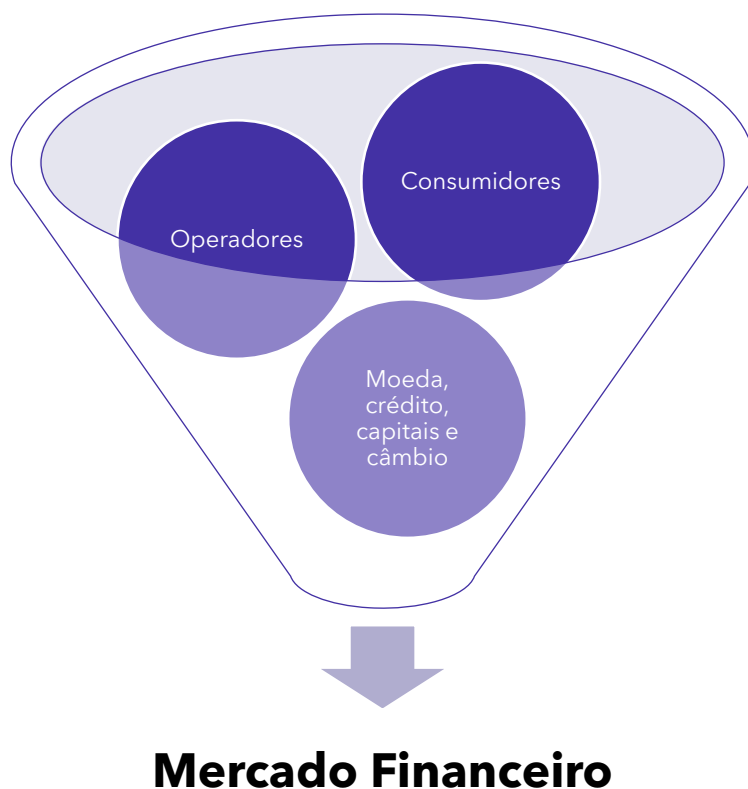 Consumidores
Operadores
Moeda,
crédito,
capitais e
câmbio
Mercado Financeiro